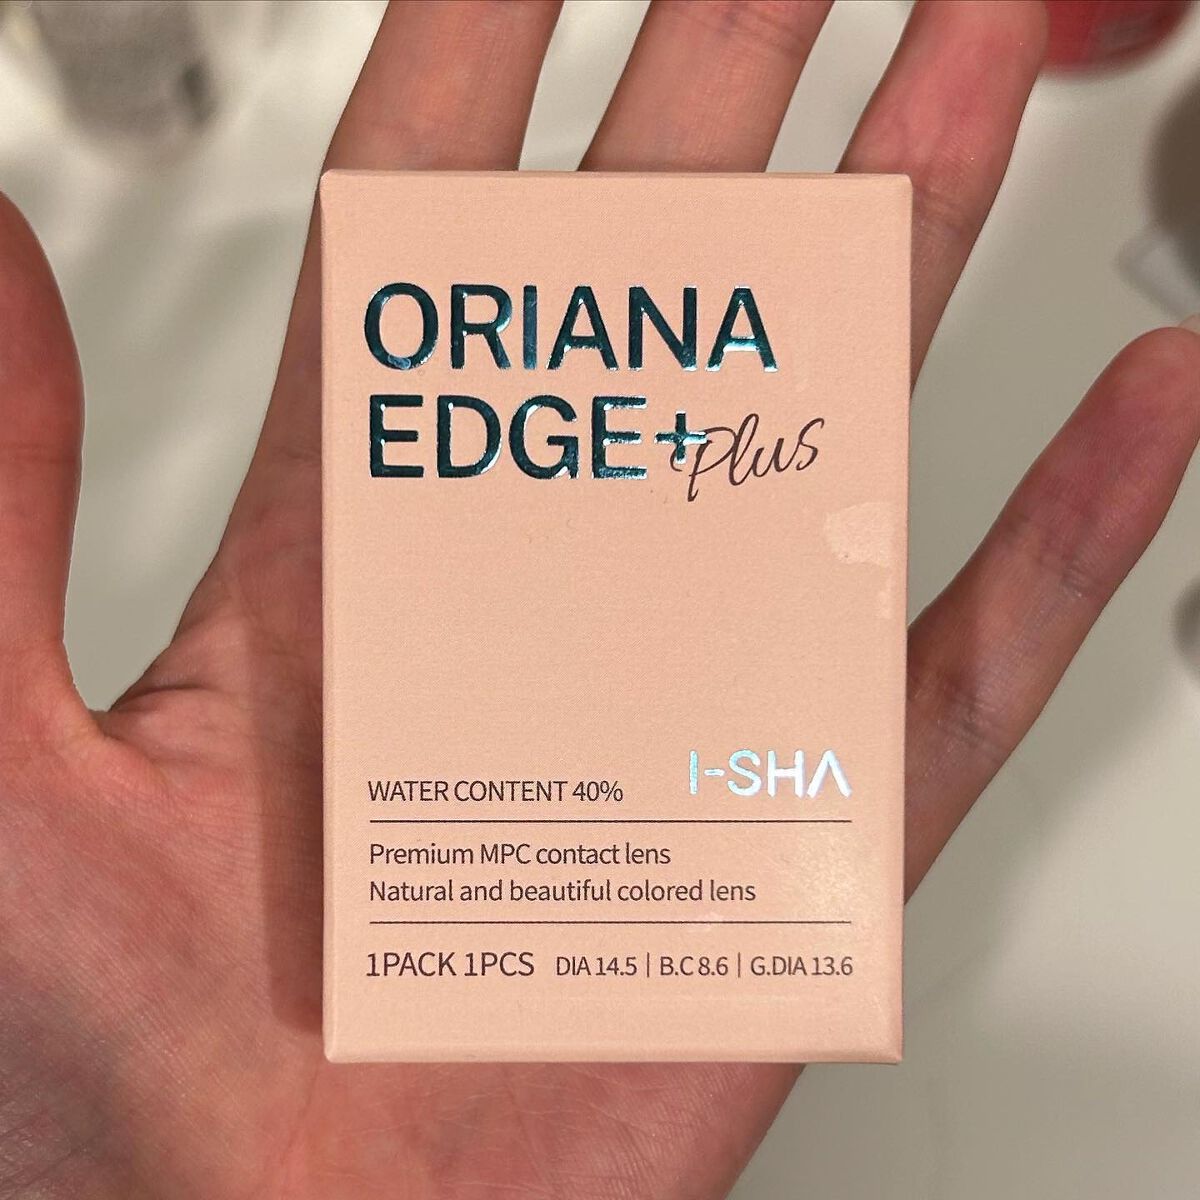 ORIANA
EDGE+Plus
I-SHA
WATER CONTENT 40%
Premium MPC contact lens
Natural and beautiful colored lens
1PACK 1PCS DIA 14.5 | B.C 8.6 | G.DIA 13.6